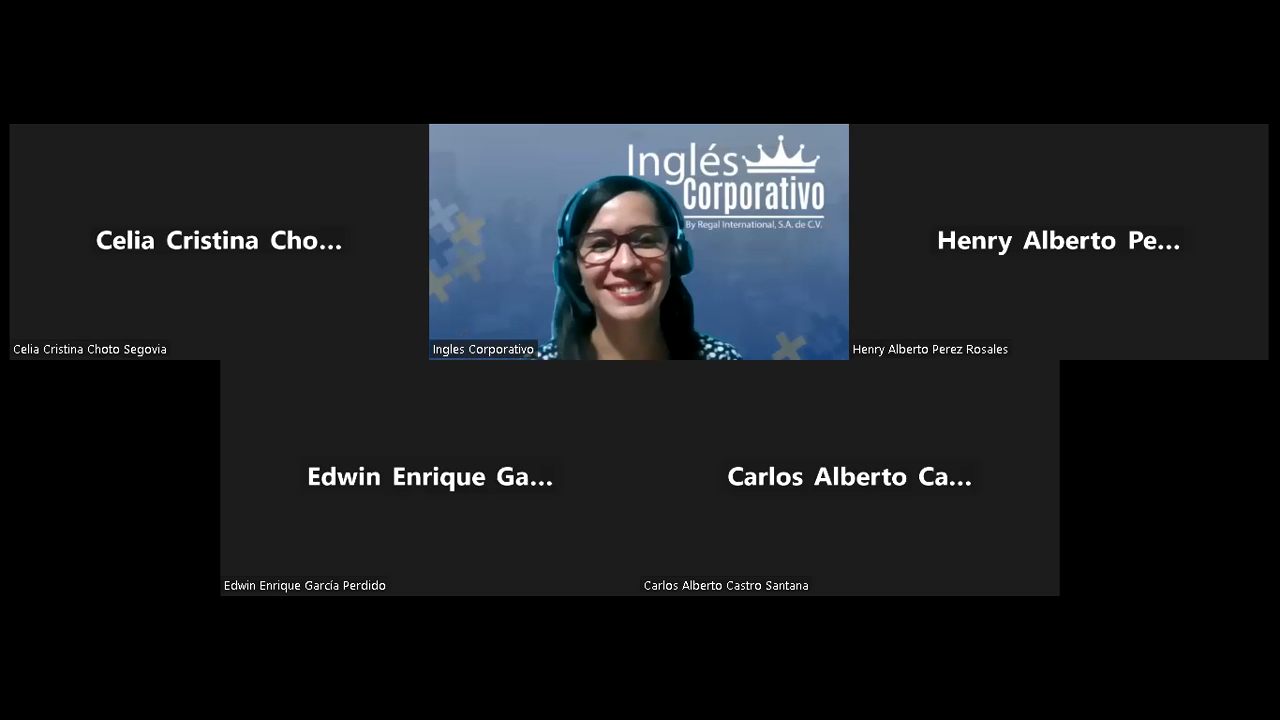 Inglés
Corporativo
By Regal International, S.A. de C.V.
Celia Cristina Cho...
Henry Alberto Pe...
Celia Cristina Choto Segovia
Ingles Corporativo
Henry Alberto Perez Rosales
Edwin Enrique Ga...
Carlos Alberto Ca...
Edwin Enrique García Perdido
Carlos Alberto Castro Santana